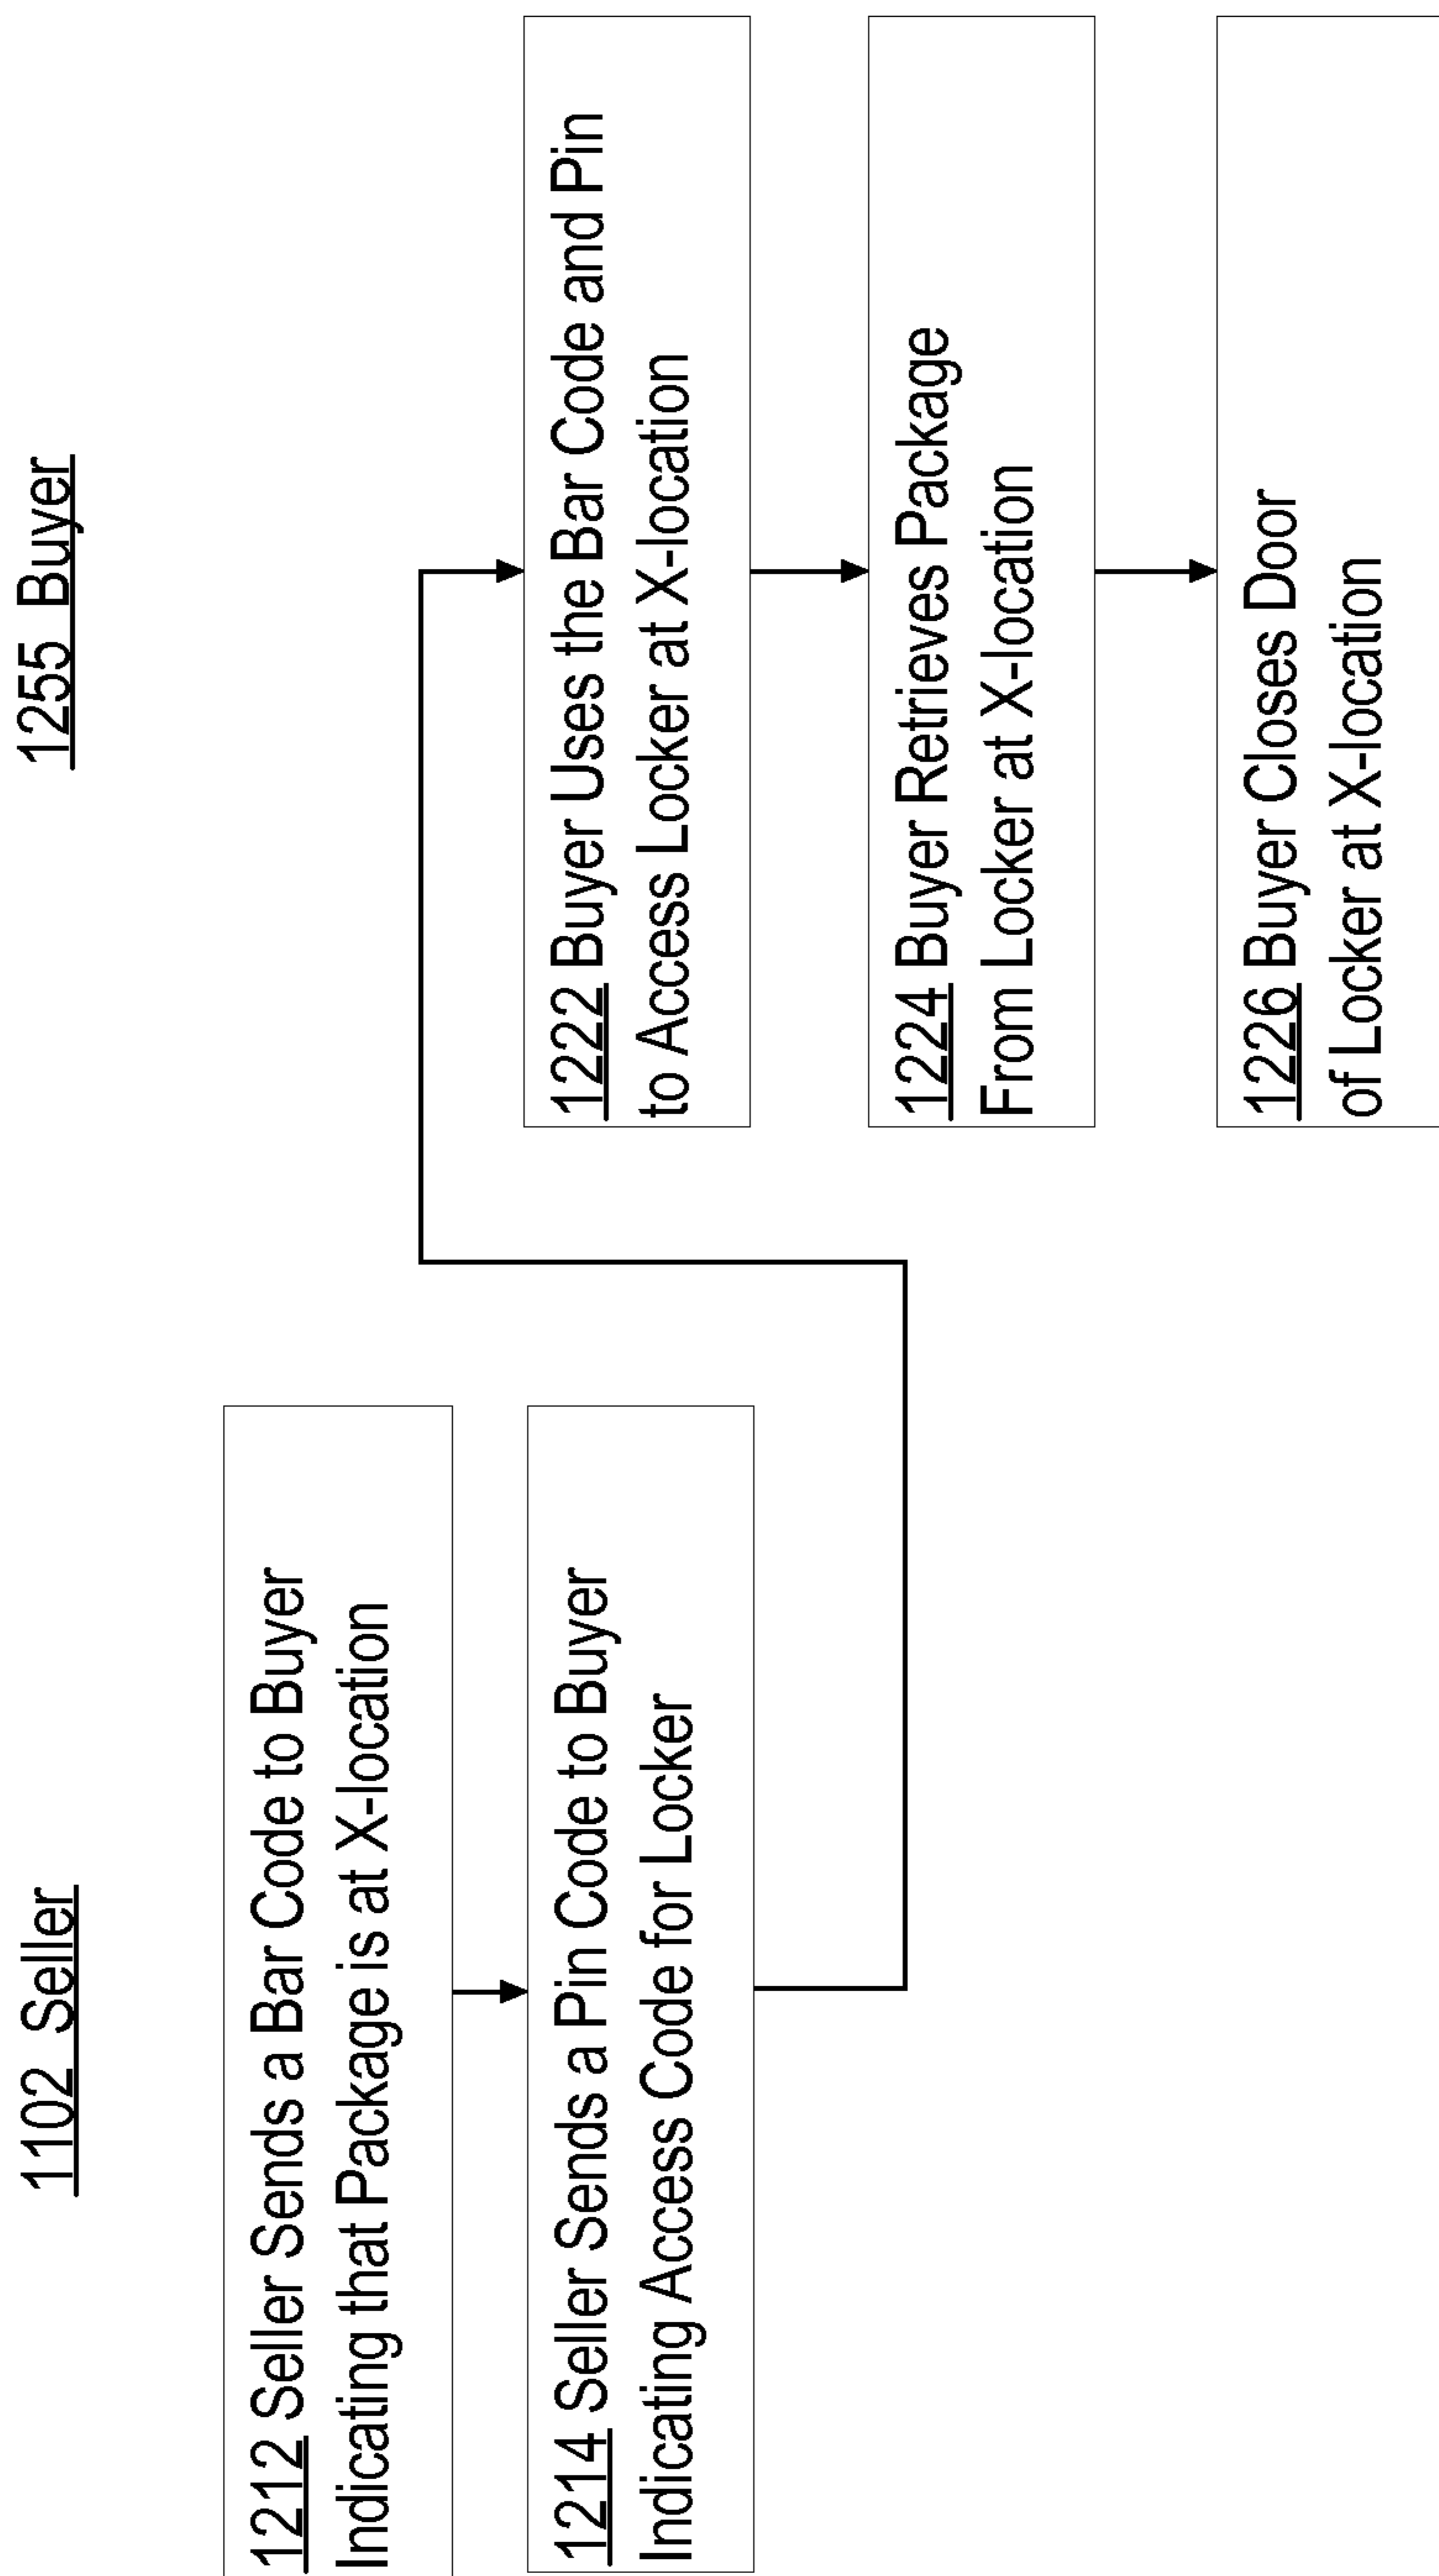 1102 Seller
1212 Seller Sends a Bar Code to Buyer
Indicating that Package is at X-location
1214 Seller Sends a Pin Code to Buyer
Indicating Access Code for Locker
1255 Buyer
1222 Buyer Uses the Bar Code and Pin
to Access Locker at X-location
1224 Buyer Retrieves Package
From Locker at X-location
1226 Buyer Closes Door
of Locker at X-location